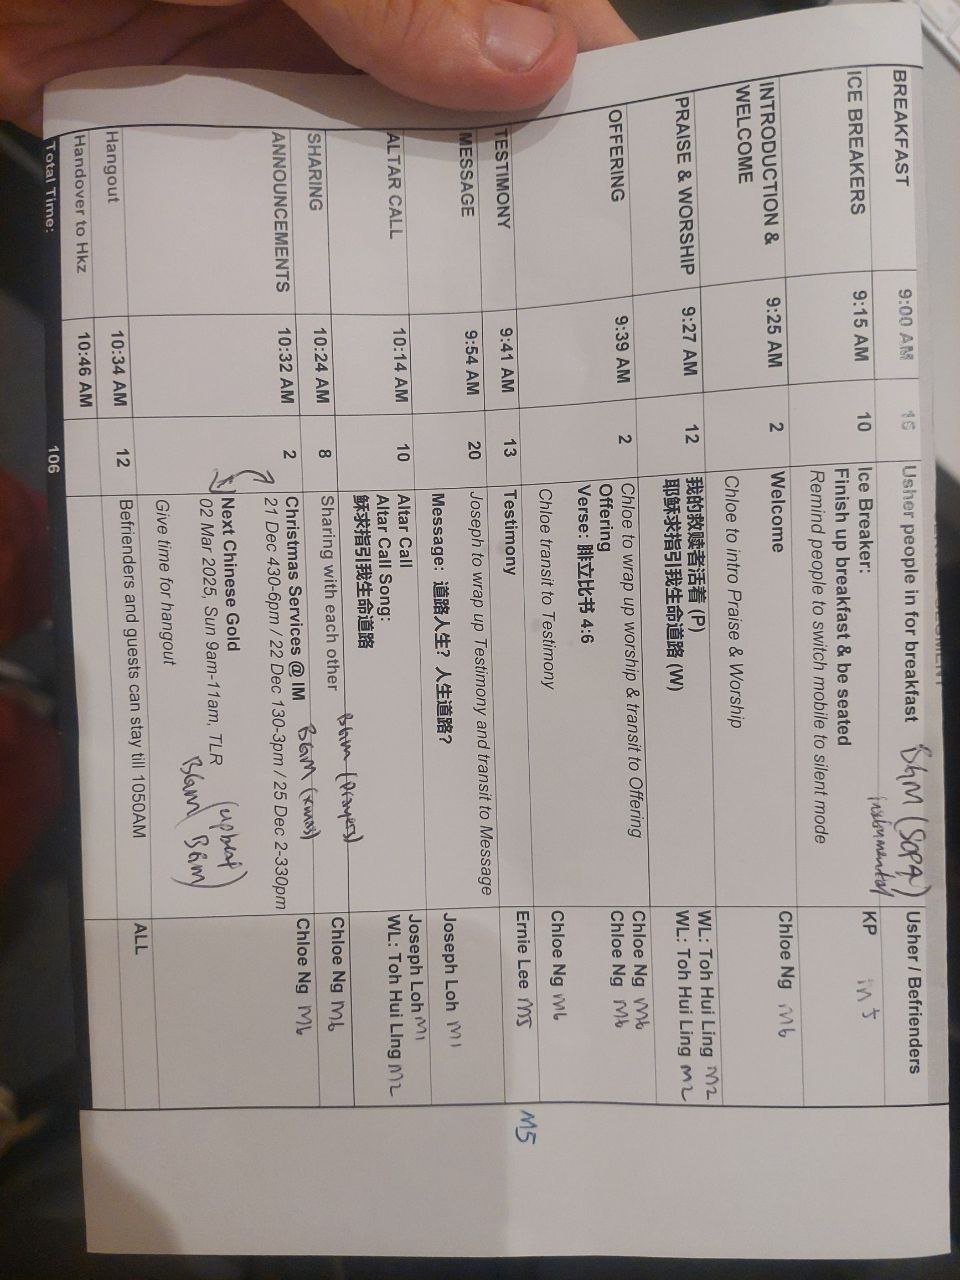 BREAKFAST 9:00 AM 15 Usher people in for breakfast BGM (SOPA) Usher / Befrienders
ICE BREAKERS 9:15 AM 10 Ice Breaker: instrumental KP m5
Finish up breakfast & be seated
Remind people to switch mobile to silent mode
INTRODUCTION & WELCOME 9:25 AM 2 Welcome Chloe Ng M6
Chloe to intro Praise & Worship
PRAISE & WORSHIP 9:27 AM 12 我的救赎者活着 (P) WL: Toh Hui Ling M2
耶稣求指引我生命道路 (W) WL: Toh Hui Ling M2
OFFERING 9:39 AM 2 Chloe to wrap up worship & transit to Offering Chloe Ng M6
Offering Chloe Ng M6
Verse: 腓立比书 4:6
Chloe transit to Testimony Chloe Ng M6
TESTIMONY 9:41 AM 13 Testimony Ernie Lee M5 M5
MESSAGE 9:54 AM 20 Joseph to wrap up Testimony and transit to Message
Message: 道路人生？人生道路？ Joseph Loh M1
ALTAR CALL 10:14 AM 10 Altar Call Joseph Loh M1
Altar Call Song: WL: Toh Hui Ling M2
稣求指引我生命道路
SHARING 10:24 AM 8 Sharing with each other BGM (Prayers) Chloe Ng M6
ANNOUNCEMENTS 10:32 AM 2 Christmas Services @ IM BGM (Xmas) Chloe Ng M6
21 Dec 430-6pm / 22 Dec 130-3pm / 25 Dec 2-330pm
Next Chinese Gold
02 Mar 2025, Sun 9am-11am, TLR
BGM (upbeat BGM)
Give time for hangout
Hangout 10:34 AM 12 Befrienders and guests can stay till 1050AM ALL
Handover to Hkz 10:46 AM
Total Time: 106